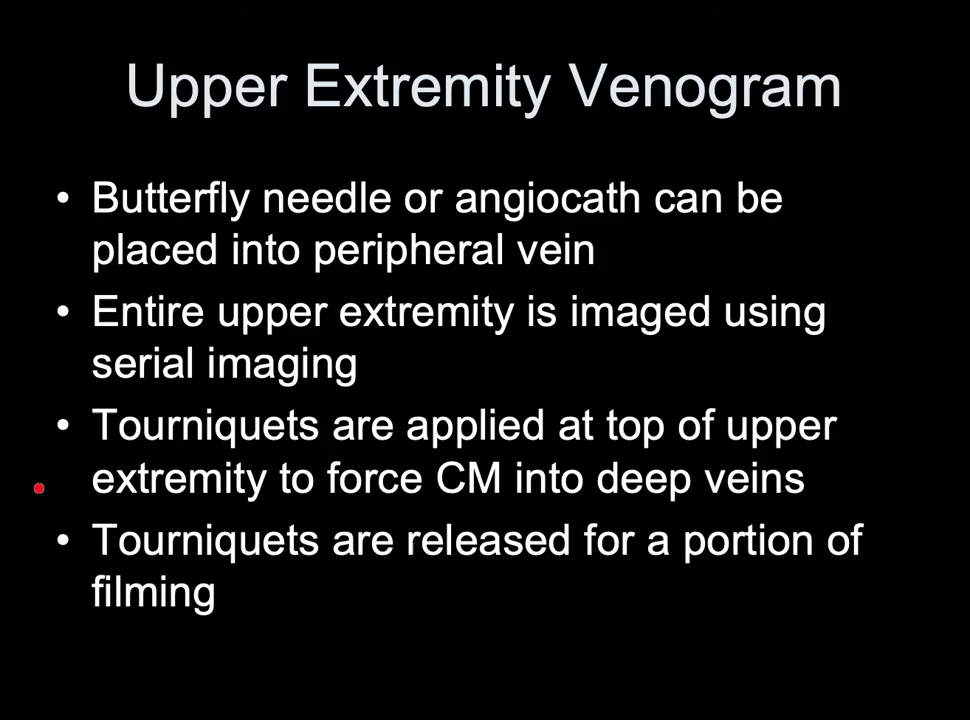 Upper Extremity Venogram
• Butterfly needle or angiocath can be
placed into peripheral vein
• Entire upper extremity is imaged using
serial imaging
• Tourniquets are applied at top of upper
extremity to force CM into deep veins
• Tourniquets are released for a portion of
filming